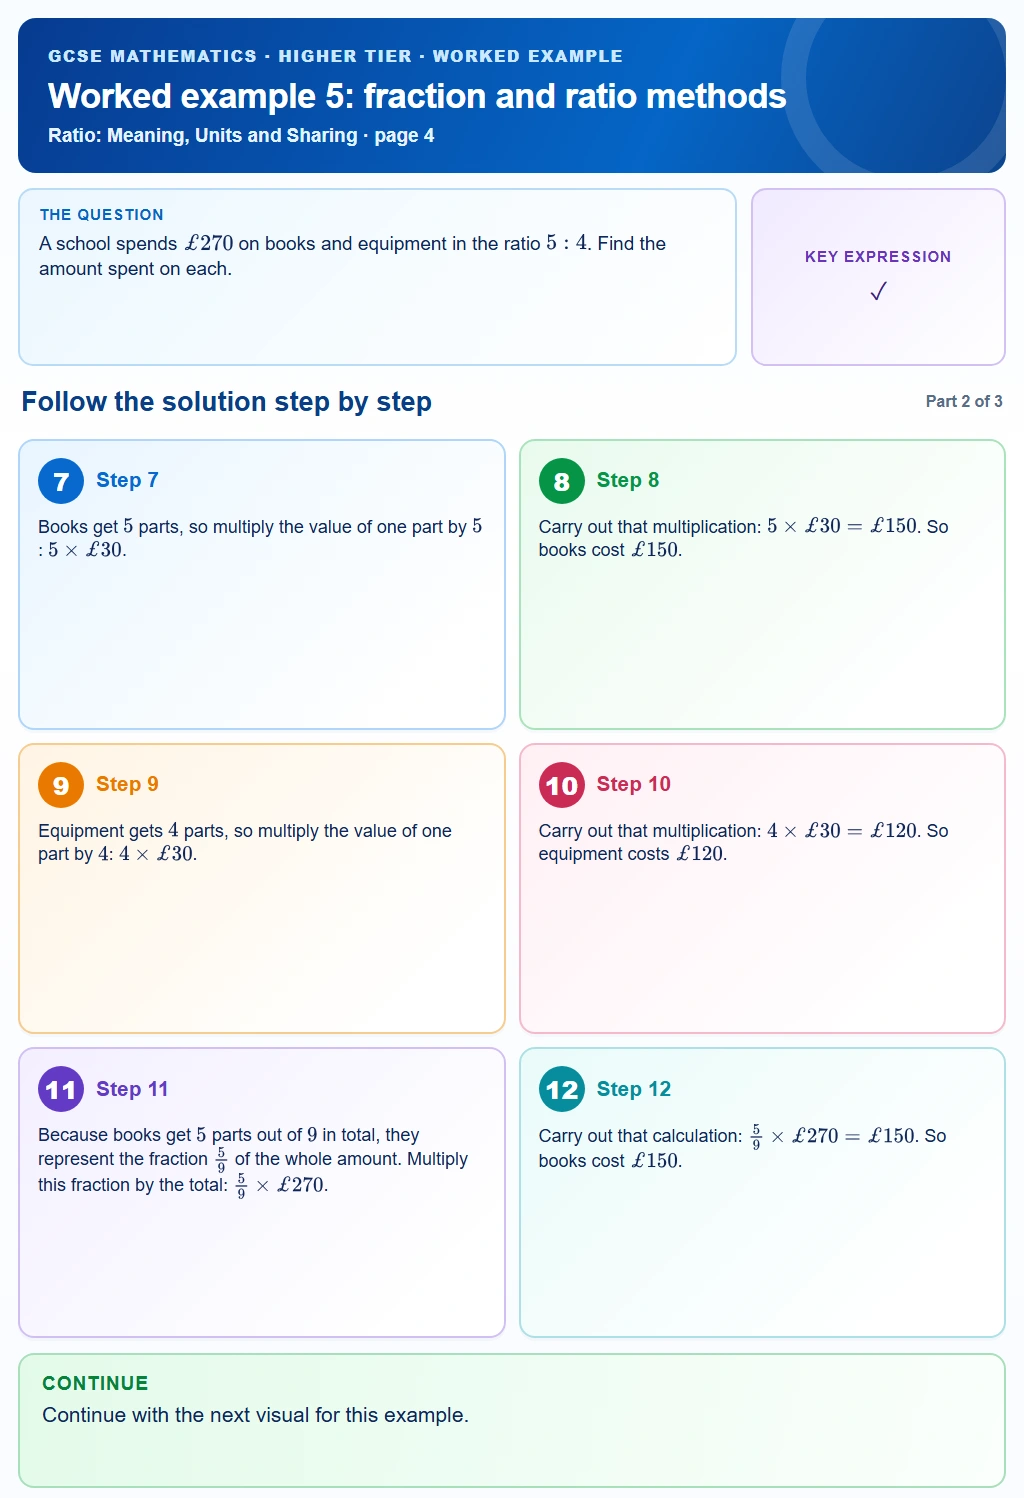 GCSE MATHEMATICS · HIGHER TIER · WORKED EXAMPLE
Worked example 5: fraction and ratio methods
Ratio: Meaning, Units and Sharing · page 4
THE QUESTION
A school spends £270 on books and equipment in the ratio 5 : 4. Find the
amount spent on each.
KEY EXPRESSION
✓
Follow the solution step by step
Part 2 of 3
7 Step 7
Books get 5 parts, so multiply the value of one part by 5
: 5 × £30.
8 Step 8
Carry out that multiplication: 5 × £30 = £150. So
books cost £150.
9 Step 9
Equipment gets 4 parts, so multiply the value of one
part by 4: 4 × £30.
10 Step 10
Carry out that multiplication: 4 × £30 = £120. So
equipment costs £120.
11 Step 11
Because books get 5 parts out of 9 in total, they
represent the fraction 5/9 of the whole amount. Multiply
this fraction by the total: 5/9 × £270.
12 Step 12
Carry out that calculation: 5/9 × £270 = £150. So
books cost £150.
CONTINUE
Continue with the next visual for this example.